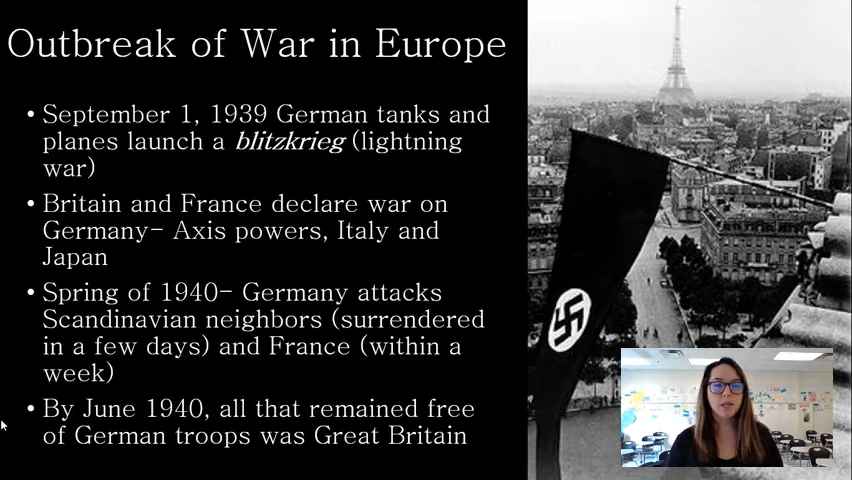 Outbreak of War in Europe
• September 1, 1939 German tanks and
planes launch a blitzkrieg (lightning
war)
• Britain and France declare war on
Germany- Axis powers, Italy and
Japan
• Spring of 1940- Germany attacks
Scandinavian neighbors (surrendered
in a few days) and France (within a
week)
• By June 1940, all that remained free
of German troops was Great Britain